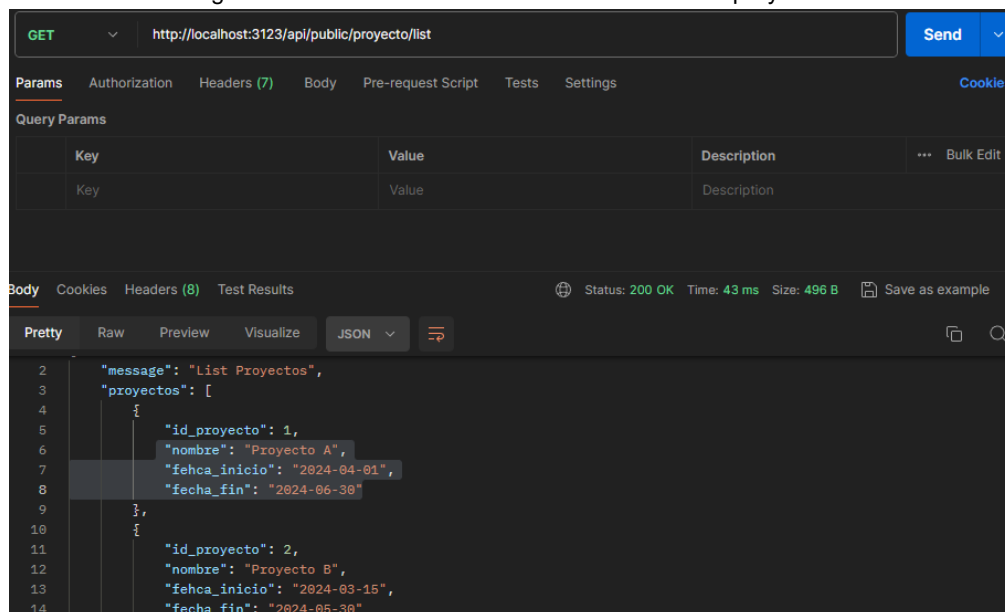 GET http://localhost:3123/api/public/proyecto/list Send
Params Authorization Headers (7) Body Pre-request Script Tests Settings Cookie
Query Params
Key Value Description ••• Bulk Edit
Key Value Description
Body Cookies Headers (8) Test Results Status: 200 OK Time: 43 ms Size: 496 B Save as example
Pretty Raw Preview Visualize JSON
2 "message": "List Proyectos",
3 "proyectos": [
4 {
5 "id_proyecto": 1,
6 "nombre": "Proyecto A",
7 "fehca_inicio": "2024-04-01",
8 "fecha_fin": "2024-06-30"
9 },
10 {
11 "id_proyecto": 2,
12 "nombre": "Proyecto B",
13 "fehca_inicio": "2024-03-15",
14 "fecha_fin": "2024-05-30"